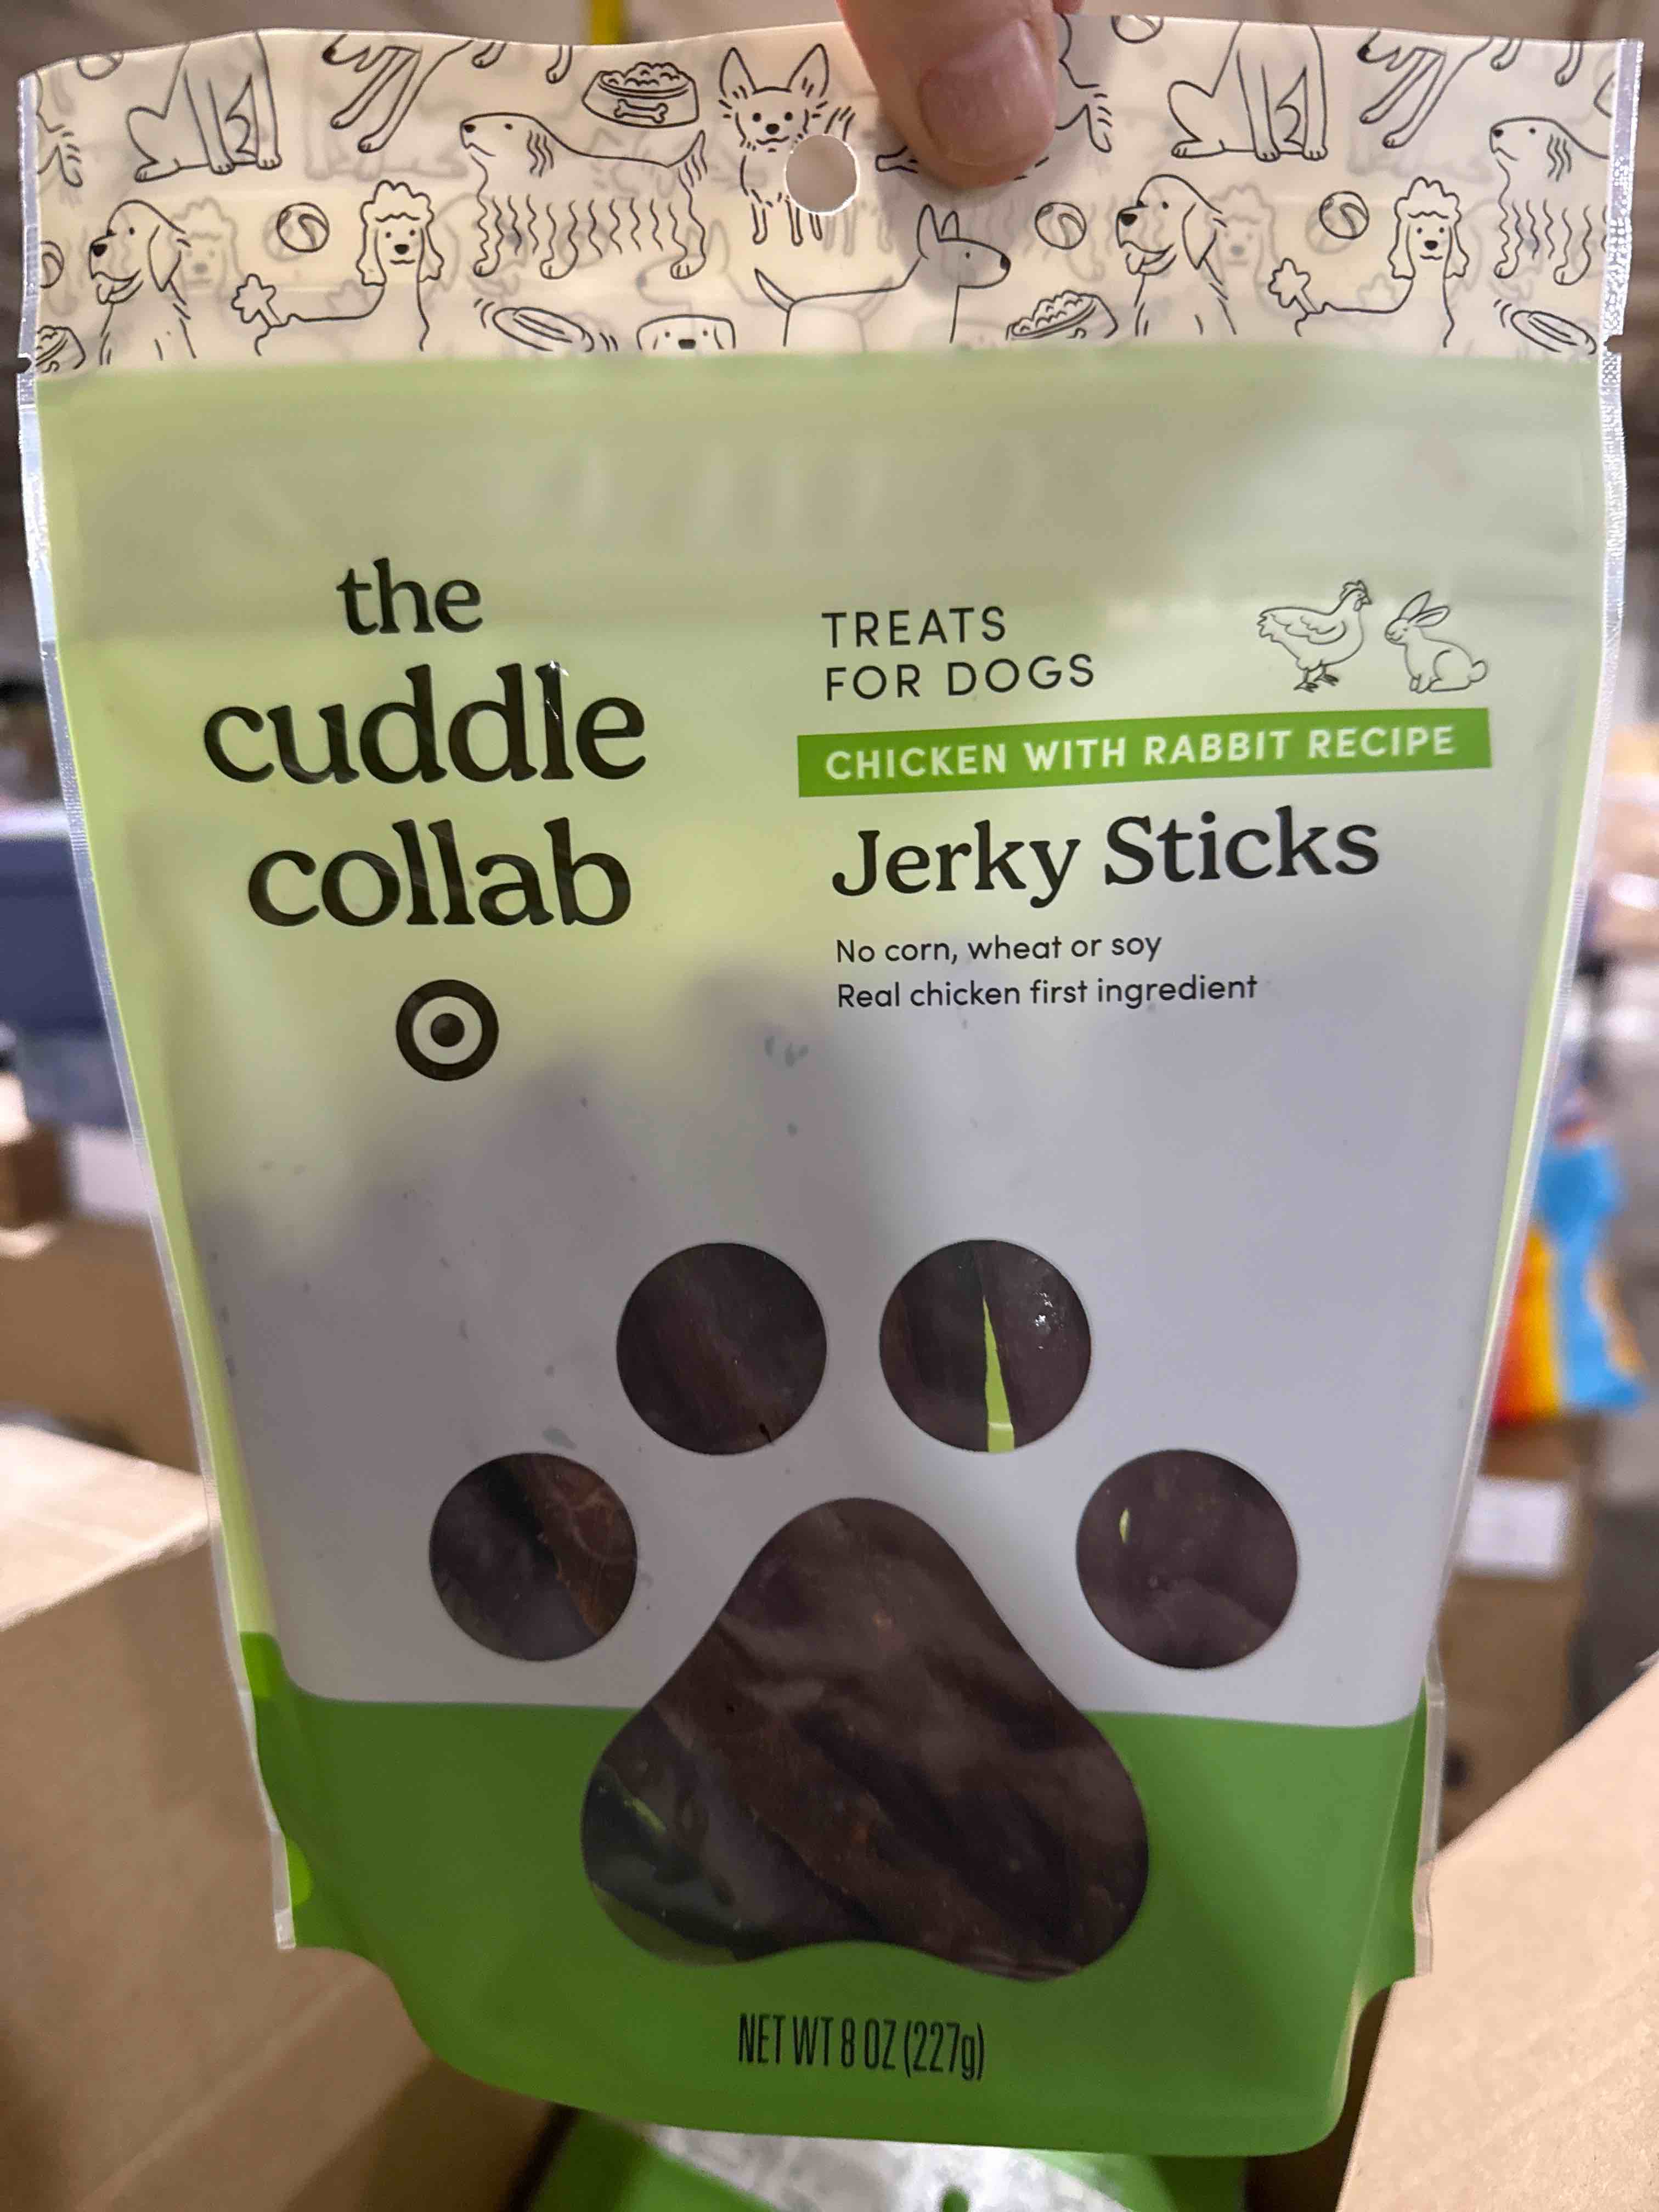 the
cuddle
collab
TREATS
FOR DOGS
CHICKEN WITH RABBIT RECIPE
Jerky Sticks
No corn, wheat or soy
Real chicken first ingredient
NET WT 8 OZ (227g)